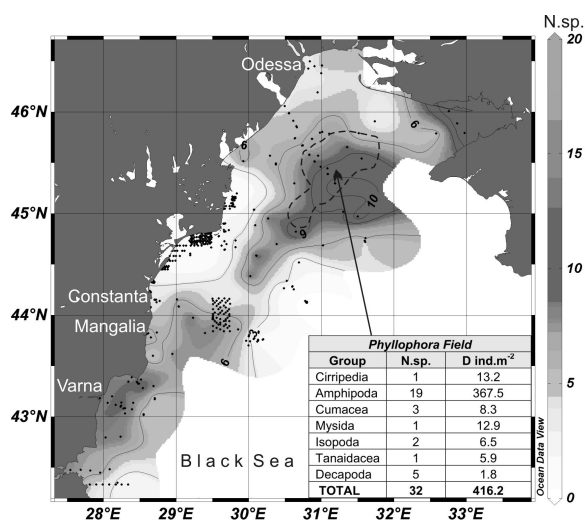 N.sp.
20
15
10
5
0
Odessa
46°N
45°N
44°N
43°N
6
6
10
9
3
6
Constanta
Mangalia
Varna
Black Sea
Phyllophora Field
Group N.sp. D ind.m⁻²
Cirripedia 1 13.2
Amphipoda 19 367.5
Cumacea 3 8.3
Mysida 1 12.9
Isopoda 2 6.5
Tanaidacea 1 5.9
Decapoda 5 1.8
TOTAL 32 416.2
Ocean Data View
28°E 29°E 30°E 31°E 32°E 33°E